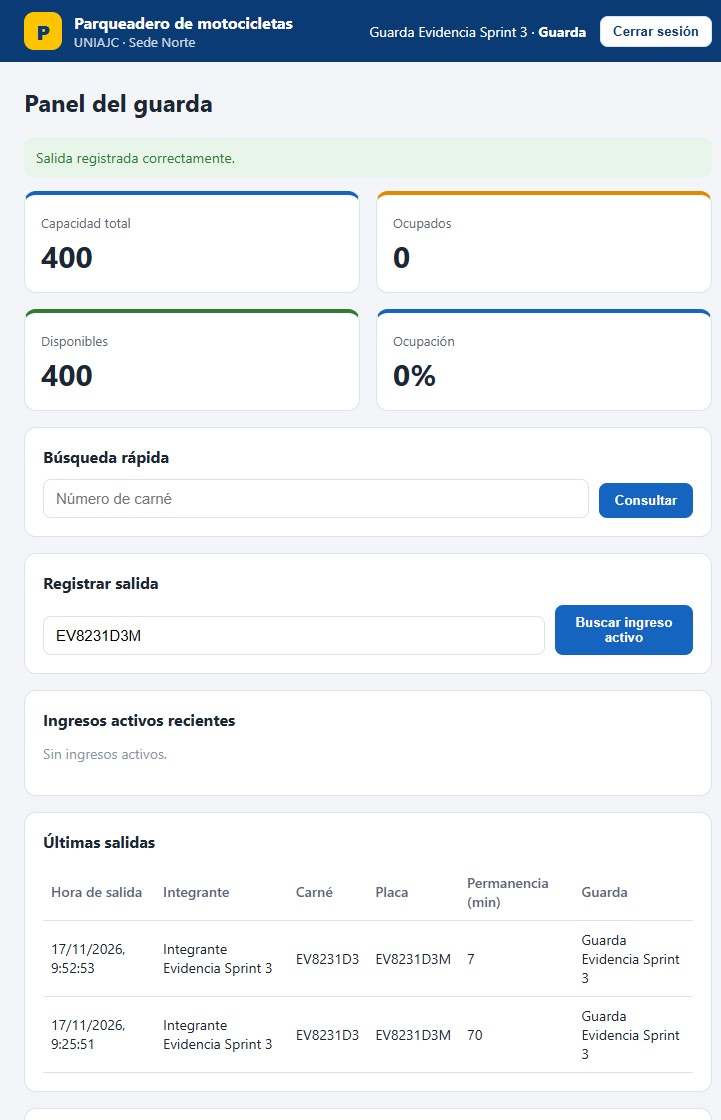 P
Parqueadero de motocicletas
UNIAJC · Sede Norte
Guarda Evidencia Sprint 3 · Guarda
Cerrar sesión
Panel del guarda
Salida registrada correctamente.
Capacidad total
400
Ocupados
0
Disponibles
400
Ocupación
0%
Búsqueda rápida
Número de carné
Consultar
Registrar salida
EV8231D3M
Buscar ingreso
activo
Ingresos activos recientes
Sin ingresos activos.
Últimas salidas
Hora de salida Integrante Carné Placa Permanencia (min) Guarda
17/11/2026, 9:52:53 Integrante Evidencia Sprint 3 EV8231D3 EV8231D3M 7 Guarda Evidencia Sprint 3
17/11/2026, 9:25:51 Integrante Evidencia Sprint 3 EV8231D3 EV8231D3M 70 Guarda Evidencia Sprint 3